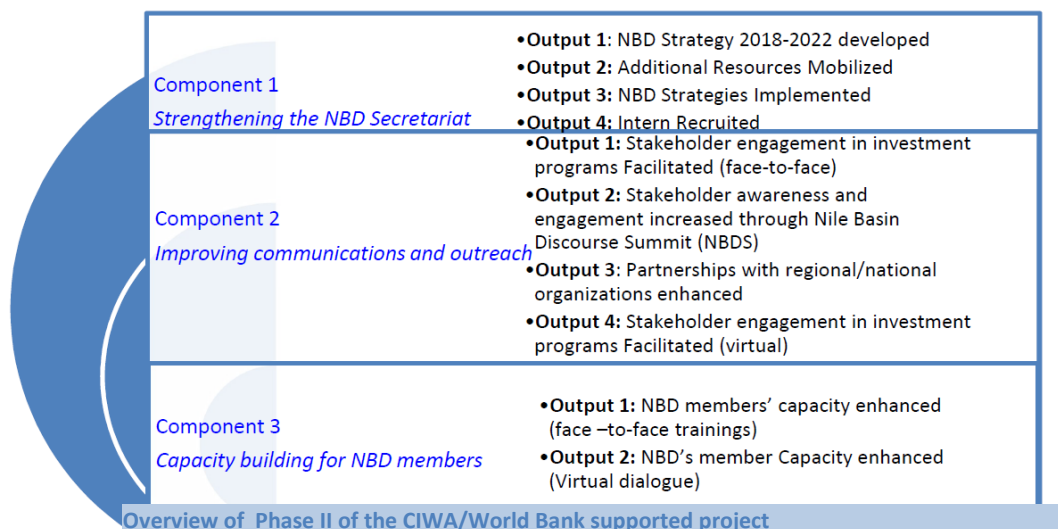 Component 1
Strengthening the NBD Secretariat
•Output 1: NBD Strategy 2018-2022 developed
•Output 2: Additional Resources Mobilized
•Output 3: NBD Strategies Implemented
•Output 4: Intern Recruited
Component 2
Improving communications and outreach
•Output 1: Stakeholder engagement in investment
programs Facilitated (face-to-face)
•Output 2: Stakeholder awareness and
engagement increased through Nile Basin
Discourse Summit (NBDS)
•Output 3: Partnerships with regional/national
organizations enhanced
•Output 4: Stakeholder engagement in investment
programs Facilitated (virtual)
Component 3
Capacity building for NBD members
•Output 1: NBD members’ capacity enhanced
(face –to-face trainings)
•Output 2: NBD’s member Capacity enhanced
(Virtual dialogue)
Overview of  Phase II of the CIWA/World Bank supported project